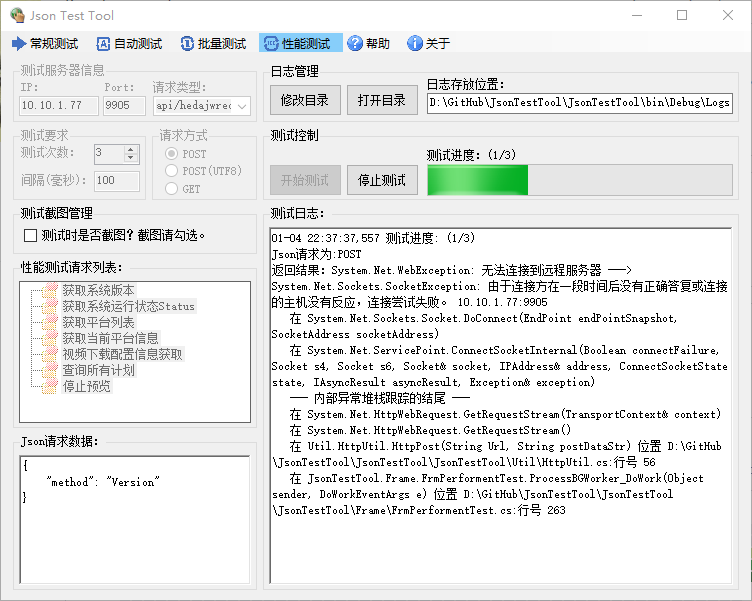 Json Test Tool
常规测试 自动测试 批量测试 性能测试 帮助 关于
测试服务器信息
IP: Port: 请求类型:
10.10.1.77 9905 api/hedajwrec
测试要求
测试次数: 3
间隔(毫秒): 100
请求方式
POST
POST(UTF8)
GET
测试截图管理
测试时是否截图？截图请勾选。
性能测试请求列表:
获取系统版本
获取系统运行状态Status
获取平台列表
获取当前平台信息
视频下载配置信息获取
查询所有计划
停止预览
Json请求数据:
{
"method": "Version"
}
日志管理
修改目录 打开目录
日志存放位置:
D:\GitHub\JsonTestTool\JsonTestTool\bin\Debug\Logs
测试控制
开始测试 停止测试
测试进度: (1/3)
测试日志:
01-04 22:37:37,557 测试进度: (1/3)
Json请求为:POST
返回结果: System.Net.WebException: 无法连接到远程服务器 --->
System.Net.Sockets.SocketException: 由于连接方在一段时间后没有正确答复或连接
的主机没有反应，连接尝试失败。 10.10.1.77:9905
在 System.Net.Sockets.Socket.DoConnect(EndPoint endPointSnapshot,
SocketAddress socketAddress)
在 System.Net.ServicePoint.ConnectSocketInternal(Boolean connectFailure,
Socket s4, Socket s6, Socket& socket, IPAddress& address, ConnectSocketState
state, IAsyncResult asyncResult, Exception& exception)
--- 内部异常堆栈跟踪的结尾 ---
在 System.Net.HttpWebRequest.GetRequestStream(TransportContext& context)
在 System.Net.HttpWebRequest.GetRequestStream()
在 Util.HttpUtil.HttpPost(String Url, String postDataStr) 位置 D:\GitHub
\JsonTestTool\JsonTestTool\JsonTestTool\Util\HttpUtil.cs:行号 56
在 JsonTestTool.Frame.FrmPerformentTest.ProcessBGWorker_DoWork(Object
sender, DoWorkEventArgs e) 位置 D:\GitHub\JsonTestTool\JsonTestTool
\JsonTestTool\Frame\FrmPerformentTest.cs:行号 263